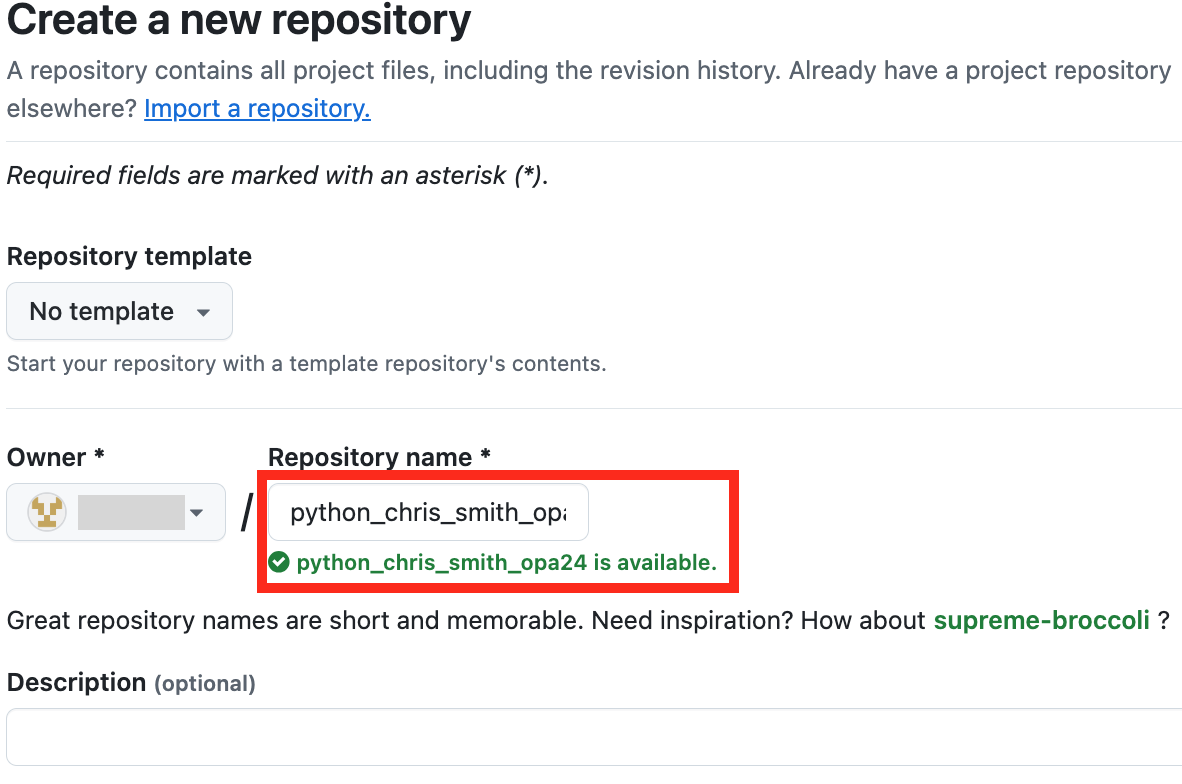 Create a new repository
A repository contains all project files, including the revision history. Already have a project repository
elsewhere? Import a repository.
Required fields are marked with an asterisk (*).
Repository template
No template
Start your repository with a template repository's contents.
Owner *
Repository name *
/
python_chris_smith_opa
python_chris_smith_opa24 is available.
Great repository names are short and memorable. Need inspiration? How about supreme-broccoli ?
Description (optional)